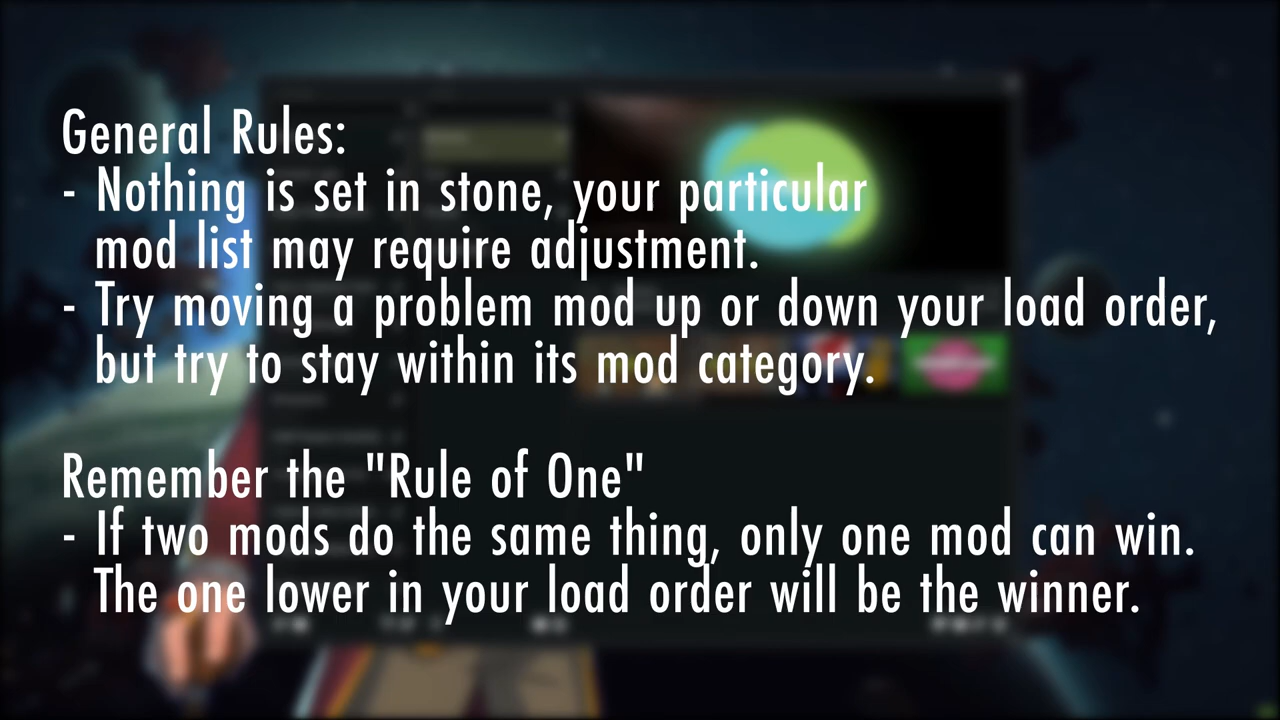 General Rules:
- Nothing is set in stone, your particular
mod list may require adjustment.
- Try moving a problem mod up or down your load order,
but try to stay within its mod category.
Remember the "Rule of One"
- If two mods do the same thing, only one mod can win.
The one lower in your load order will be the winner.